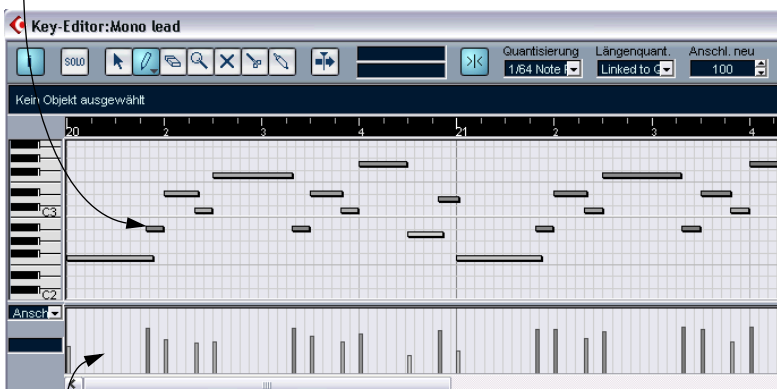 Key-Editor:Mono lead
SOLO
Quantisierung Längenquant. Anschl. neu
1/64 Note Linked to 100
Kein Objekt ausgewählt
20 2 3 4 21 2 3 4
C3
C2
Ansch